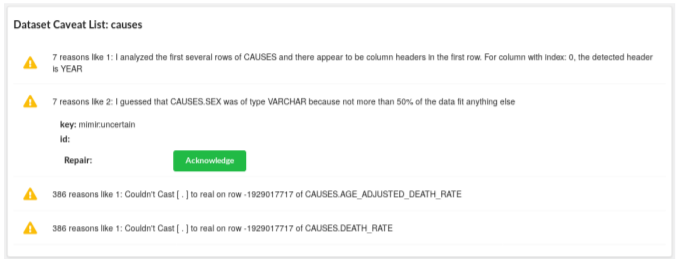 Dataset Caveat List: causes
7 reasons like 1: I analyzed the first several rows of CAUSES and there appear to be column headers in the first row. For column with index: 0, the detected header
is YEAR
7 reasons like 2: I guessed that CAUSES.SEX was of type VARCHAR because not more than 50% of the data fit anything else
key: mimir:uncertain
id:
Repair: Acknowledge
386 reasons like 1: Couldn't Cast [ . ] to real on row -1929017717 of CAUSES.AGE_ADJUSTED_DEATH_RATE
386 reasons like 1: Couldn't Cast [ . ] to real on row -1929017717 of CAUSES.DEATH_RATE